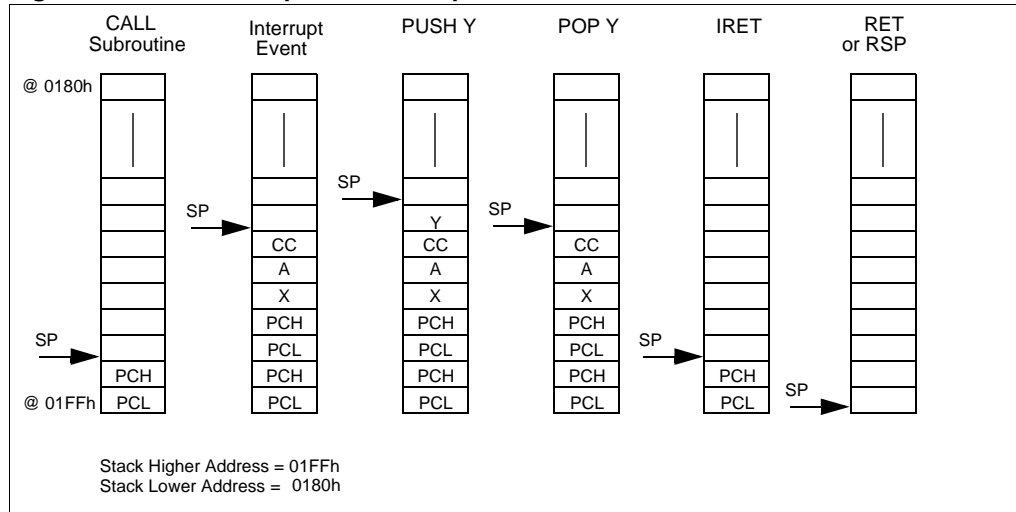 CALL Subroutine
Interrupt Event
PUSH Y
POP Y
IRET
RET or RSP
@ 0180h
SP
SP
SP
SP
SP
SP
Y
CC
CC
CC
A
A
A
X
X
X
PCH
PCH
PCH
PCL
PCL
PCL
PCH
PCH
PCH
PCH
PCH
@ 01FFh
PCL
PCL
PCL
PCL
PCL
Stack Higher Address = 01FFh
Stack Lower Address = 0180h